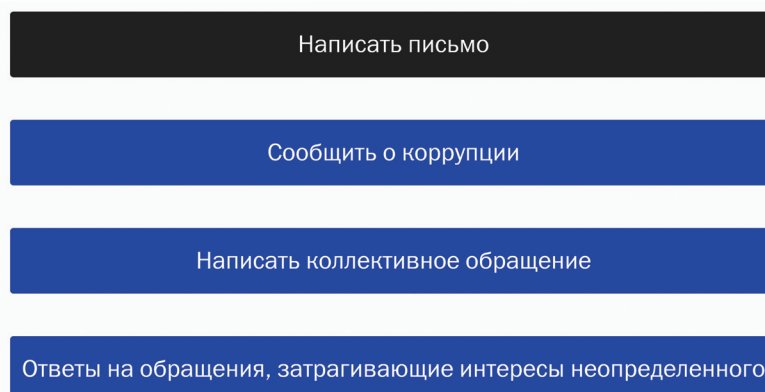 Написать письмо
Сообщить о коррупции
Написать коллективное обращение
Ответы на обращения, затрагивающие интересы неопределенного